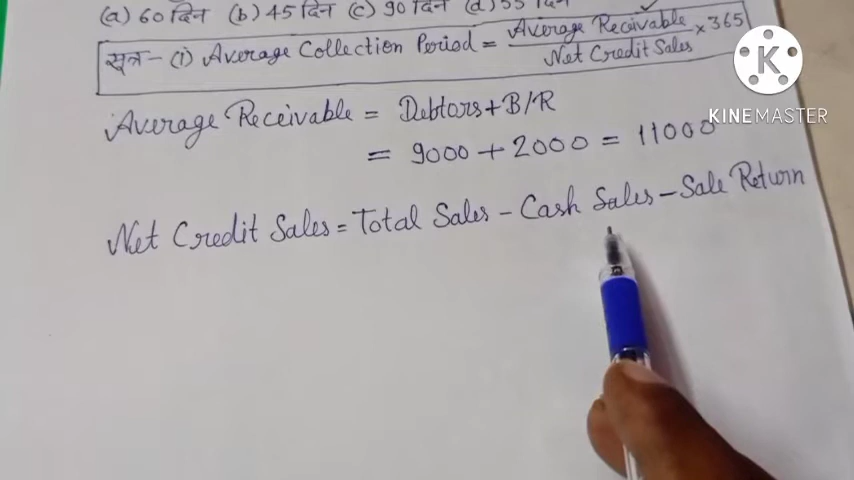 (a) 60 दिन (b) 45 दिन (c) 90 दिन (d) 55 दिन
सूत्र - (i) Average Collection Period = Average Receivable / Net Credit Sales × 365
Average Receivable = Debtors + B/R
= 9000 + 2000 = 11000
Net Credit Sales = Total Sales - Cash Sales - Sale Return
K
KINEMASTER